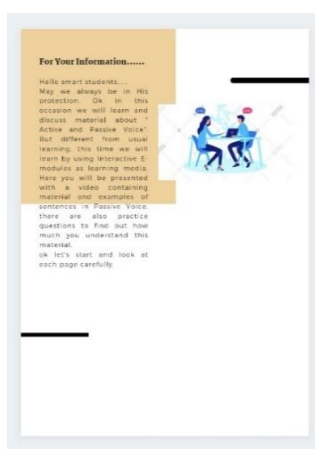 For Your Information......
Hello smart students,...
May we always be in His
protection. Ok in this
occasion we will learn and
discuss material about "
Active and Passive Voice".
But different from usual
learning, this time we will
learn by using Interactive E-
modules as learning media.
Here you will be presented
with a video containing
material and examples of
sentences in Passive Voice,
there are also practice
questions to find out how
much you understand this
material.
ok let's start and look at
each page carefully.